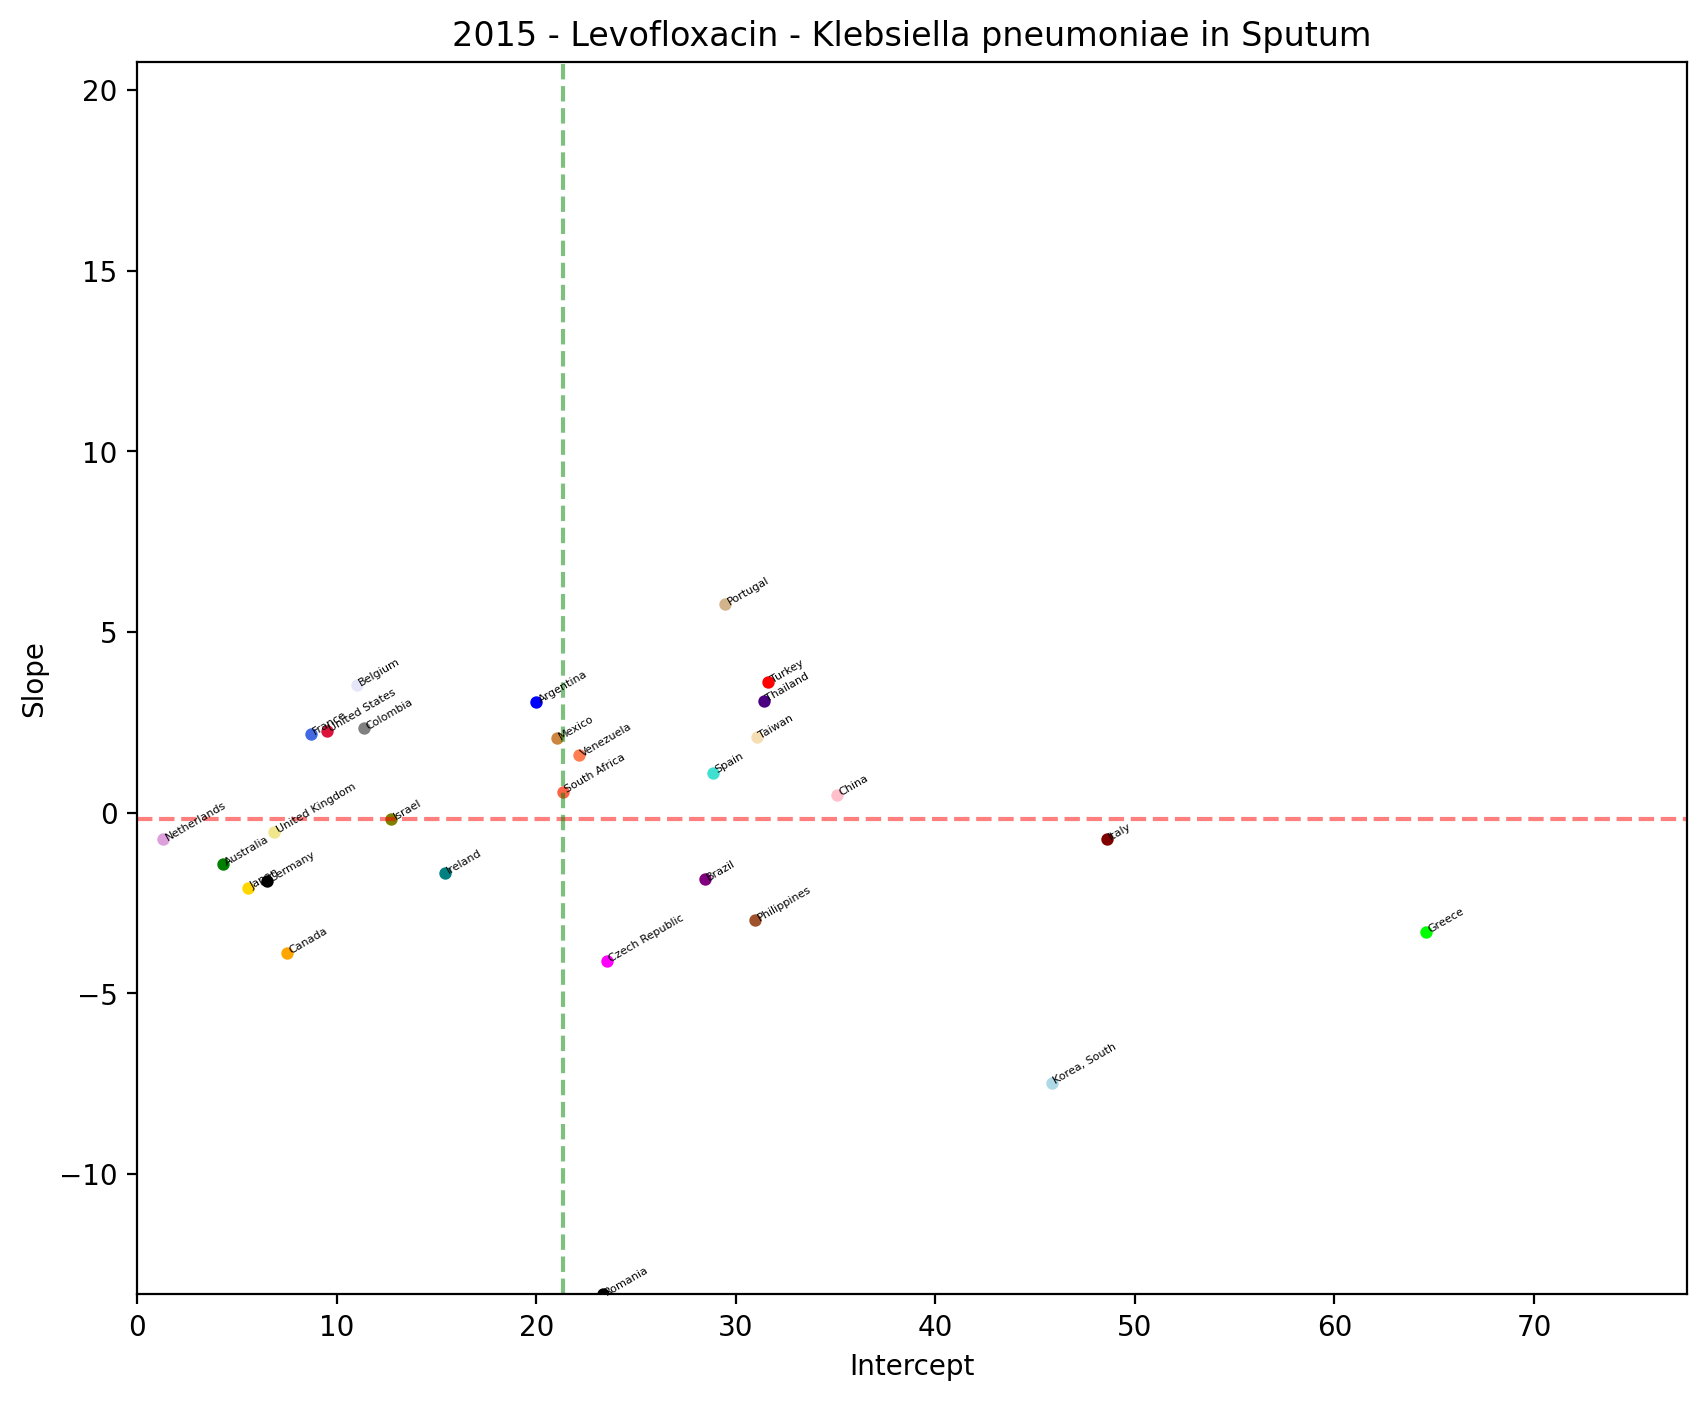 2015 - Levofloxacin - Klebsiella pneumoniae in Sputum
20
15
10
5
0
−5
−10
Slope
Portugal
Turkey
Belgium
Thailand
Argentina
United States
France
Colombia
Mexico
Taiwan
Venezuela
Spain
South Africa
China
Israel
United Kingdom
Netherlands
Italy
Australia
Ireland
Brazil
Germany
Japan
Philippines
Greece
Canada
Czech Republic
Korea, South
Romania
0 10 20 30 40 50 60 70
Intercept